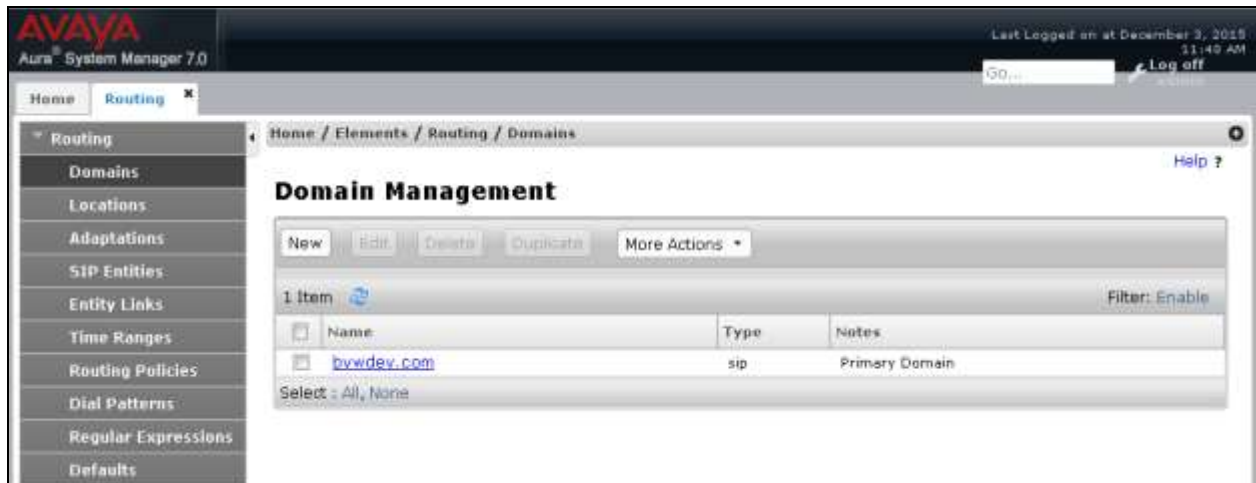 AVAYA
Aura® System Manager 7.0
Last Logged on at December 3, 2015
11:40 AM
Go...
Log off
Home
Routing ×
Routing
Domains
Locations
Adaptations
SIP Entities
Entity Links
Time Ranges
Routing Policies
Dial Patterns
Regular Expressions
Defaults
Home / Elements / Routing / Domains
Help ?
Domain Management
New Edit Delete Duplicate More Actions
1 Item Filter: Enable
Name Type Notes
bvwdev.com sip Primary Domain
Select : All, None